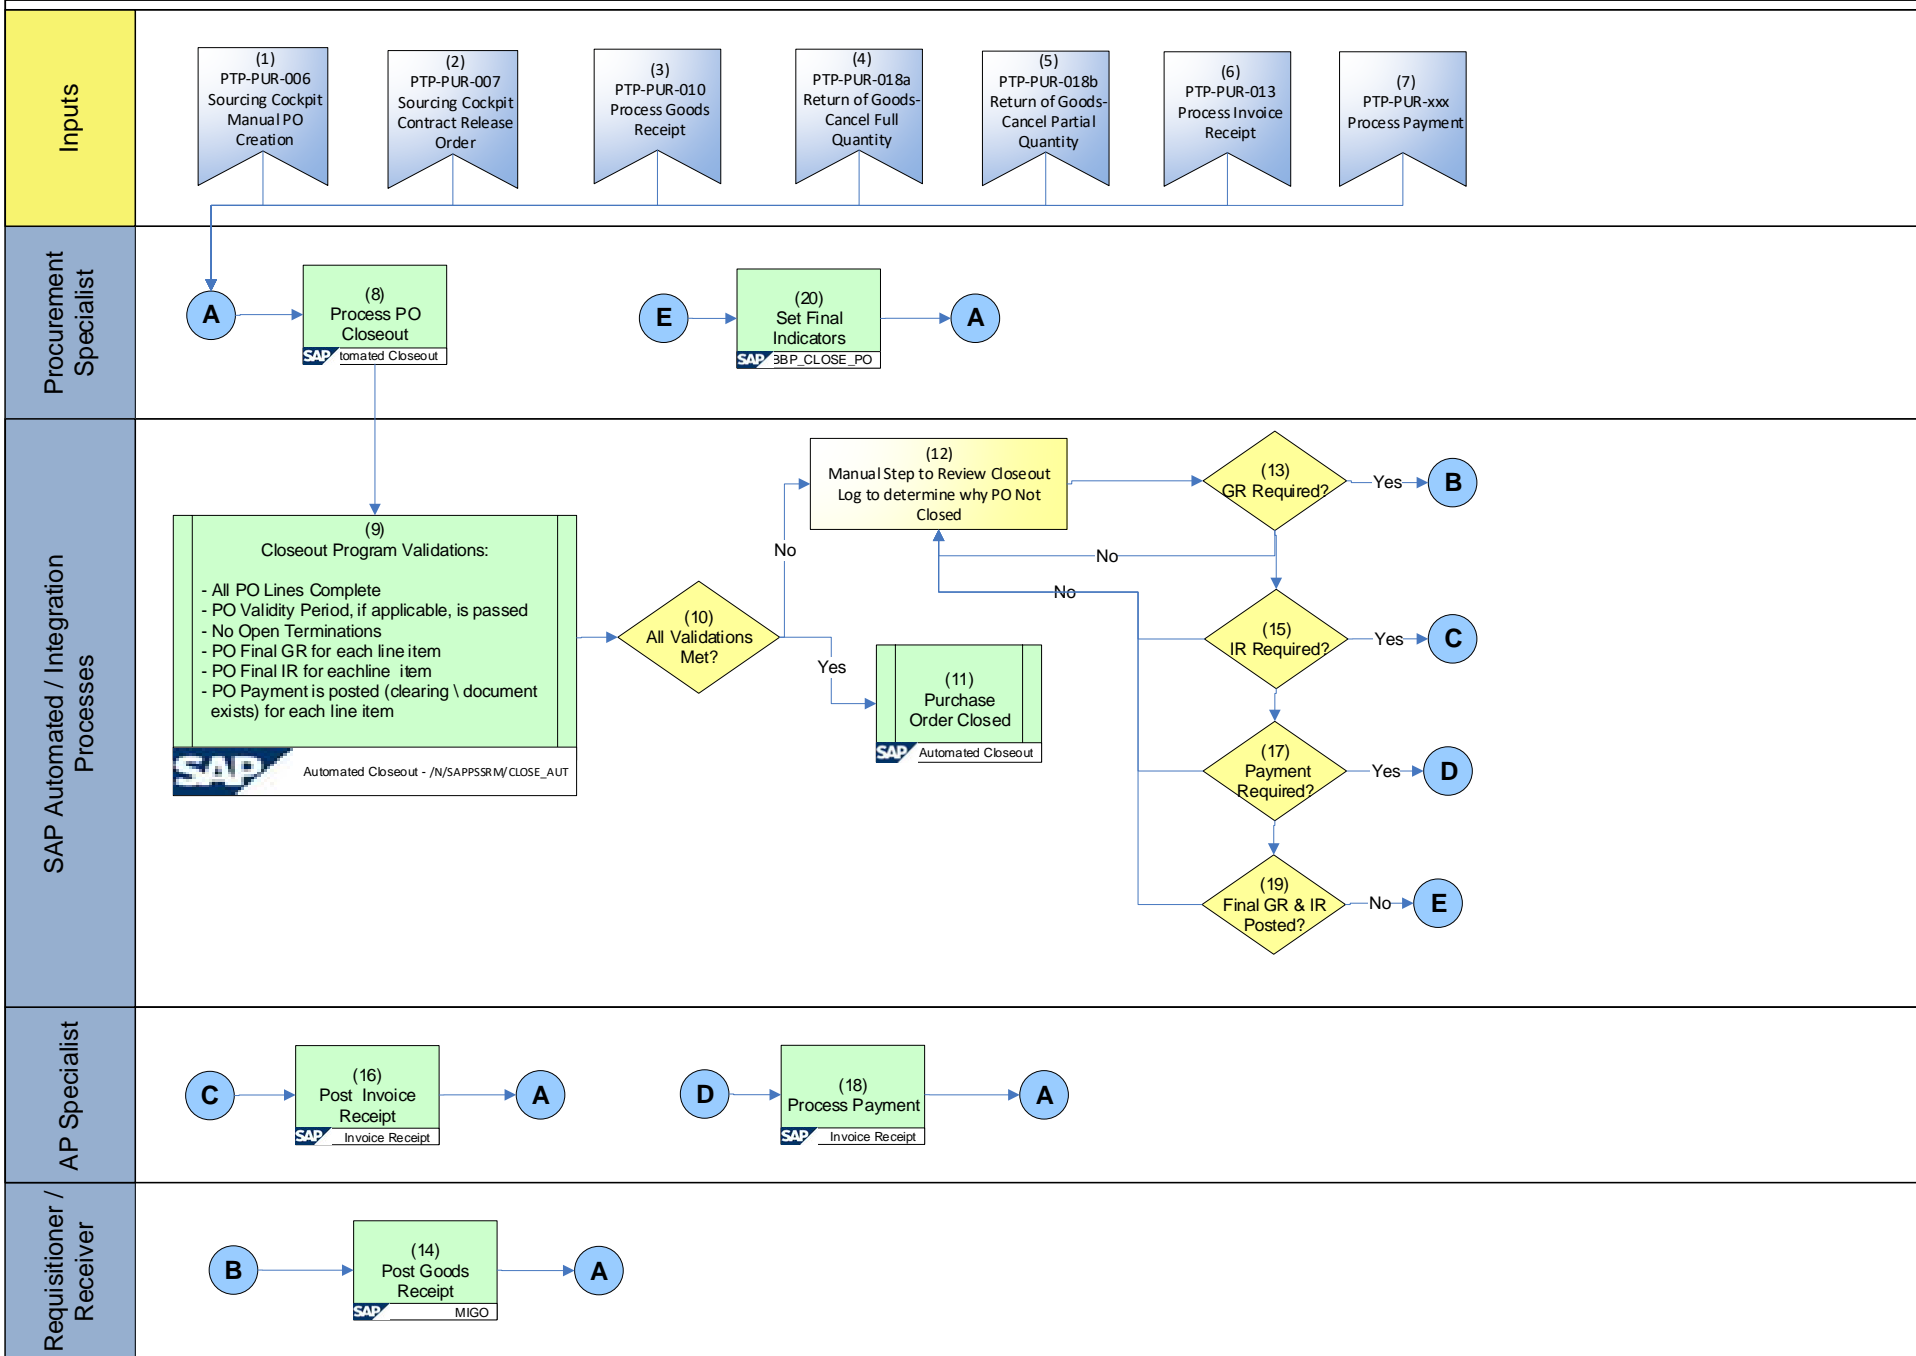 Inputs
(1)
PTP-PUR-006
Sourcing Cockpit
Manual PO
Creation
(2)
PTP-PUR-007
Sourcing Cockpit
Contract Release
Order
(3)
PTP-PUR-010
Process Goods
Receipt
(4)
PTP-PUR-018a
Return of Goods-
Cancel Full
Quantity
(5)
PTP-PUR-018b
Return of Goods-
Cancel Partial
Quantity
(6)
PTP-PUR-013
Process Invoice
Receipt
(7)
PTP-PUR-xxx
Process Payment
Procurement
Specialist
A
(8)
Process PO
Closeout
SAP
tomated Closeout
E
(20)
Set Final
Indicators
SAP
BBP_CLOSE_PO
A
SAP Automated / Integration
Processes
(9)
Closeout Program Validations:
- All PO Lines Complete
- PO Validity Period, if applicable, is passed
- No Open Terminations
- PO Final GR for each line item
- PO Final IR for eachline  item
- PO Payment is posted (clearing \ document
exists) for each line item
SAP
Automated Closeout - /N/SAPPSSRM/CLOSE_AUT
(10)
All Validations
Met?
No
Yes
(11)
Purchase
Order Closed
SAP
Automated Closeout
(12)
Manual Step to Review Closeout
Log to determine why PO Not
Closed
(13)
GR Required?
Yes
B
No
No
(15)
IR Required?
Yes
C
(17)
Payment
Required?
Yes
D
(19)
Final GR & IR
Posted?
No
E
AP Specialist
C
(16)
Post  Invoice
Receipt
SAP
Invoice Receipt
A
D
(18)
Process Payment
SAP
Invoice Receipt
A
Requisitioner /
Receiver
B
(14)
Post Goods
Receipt
SAP
MIGO
A